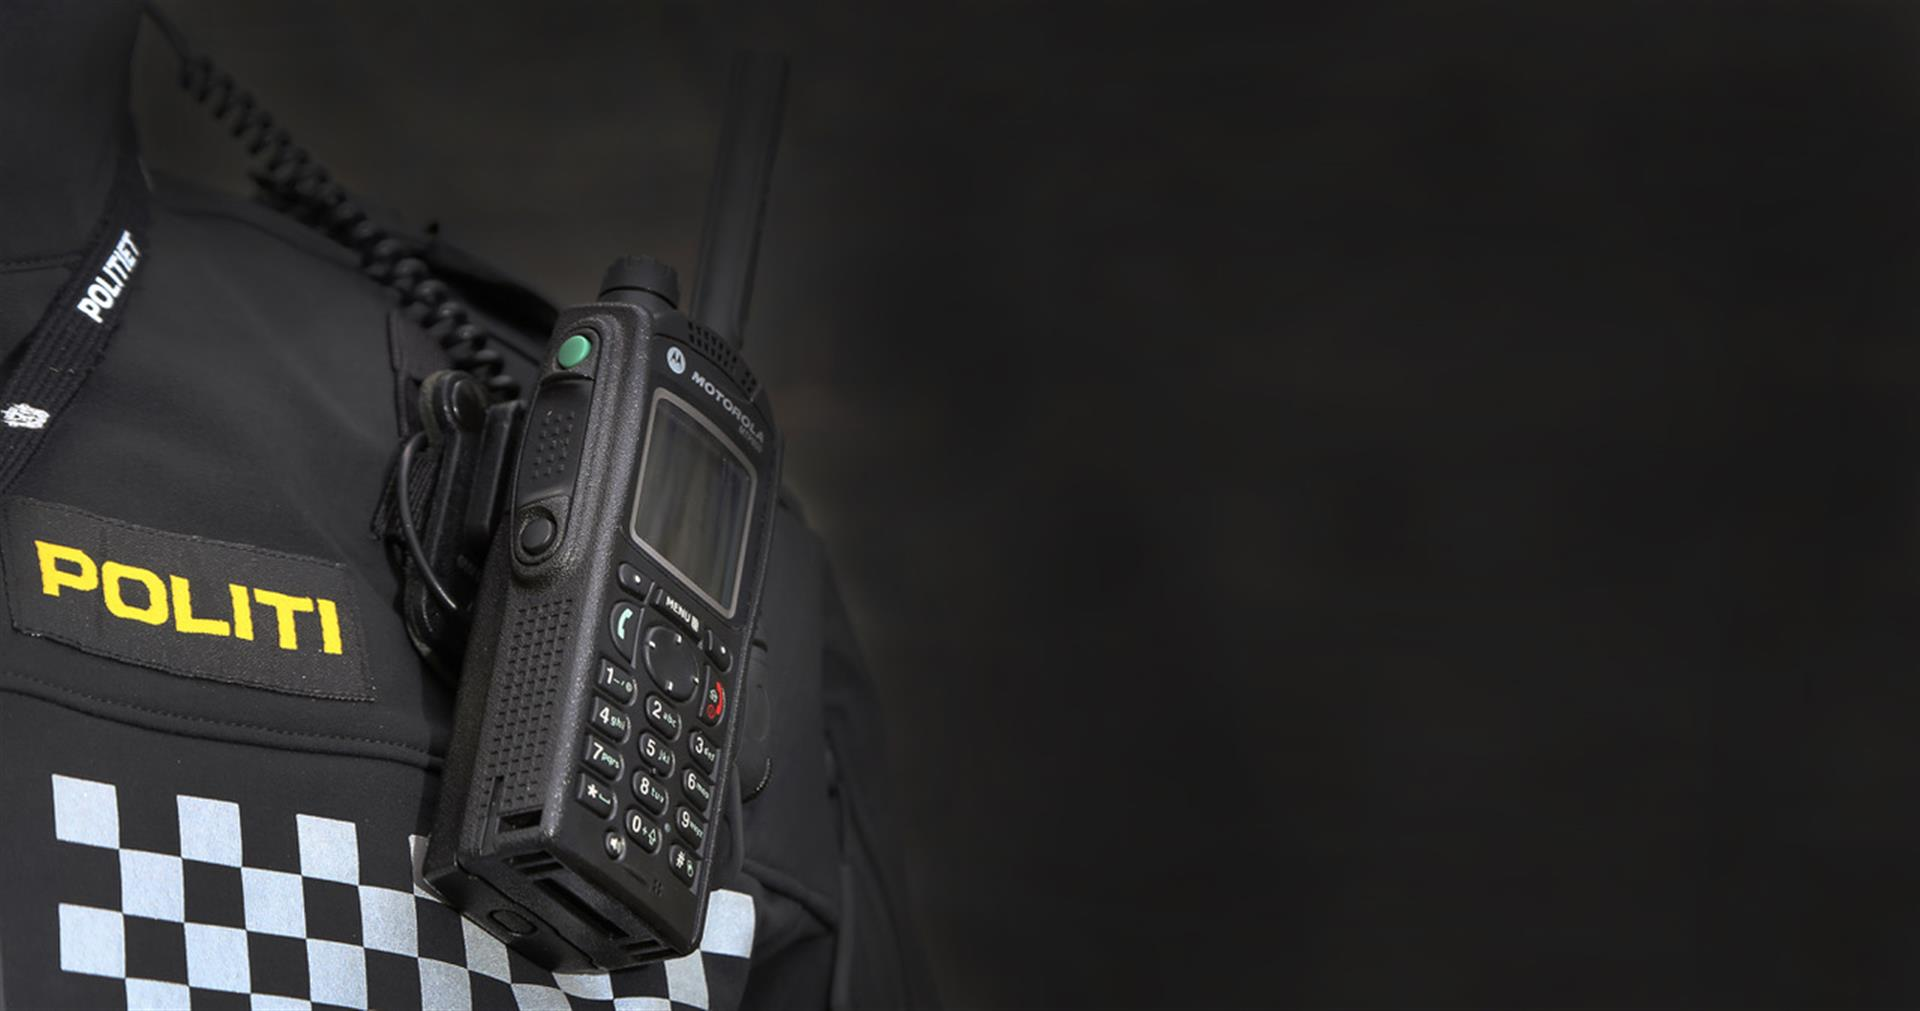 POLITIET
POLITI
MOTOROLA
MENU
1
2 abc
3 def
4 ghi
5 jkl
6 mno
7 pqrs
8 tuv
9 wxyz
*
0 +
#